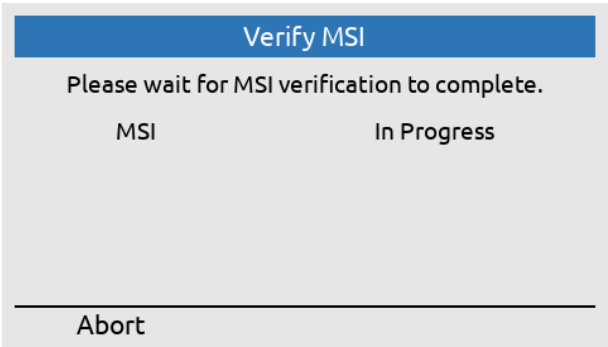 Verify MSI
Please wait for MSI verification to complete.
MSI In Progress
Abort